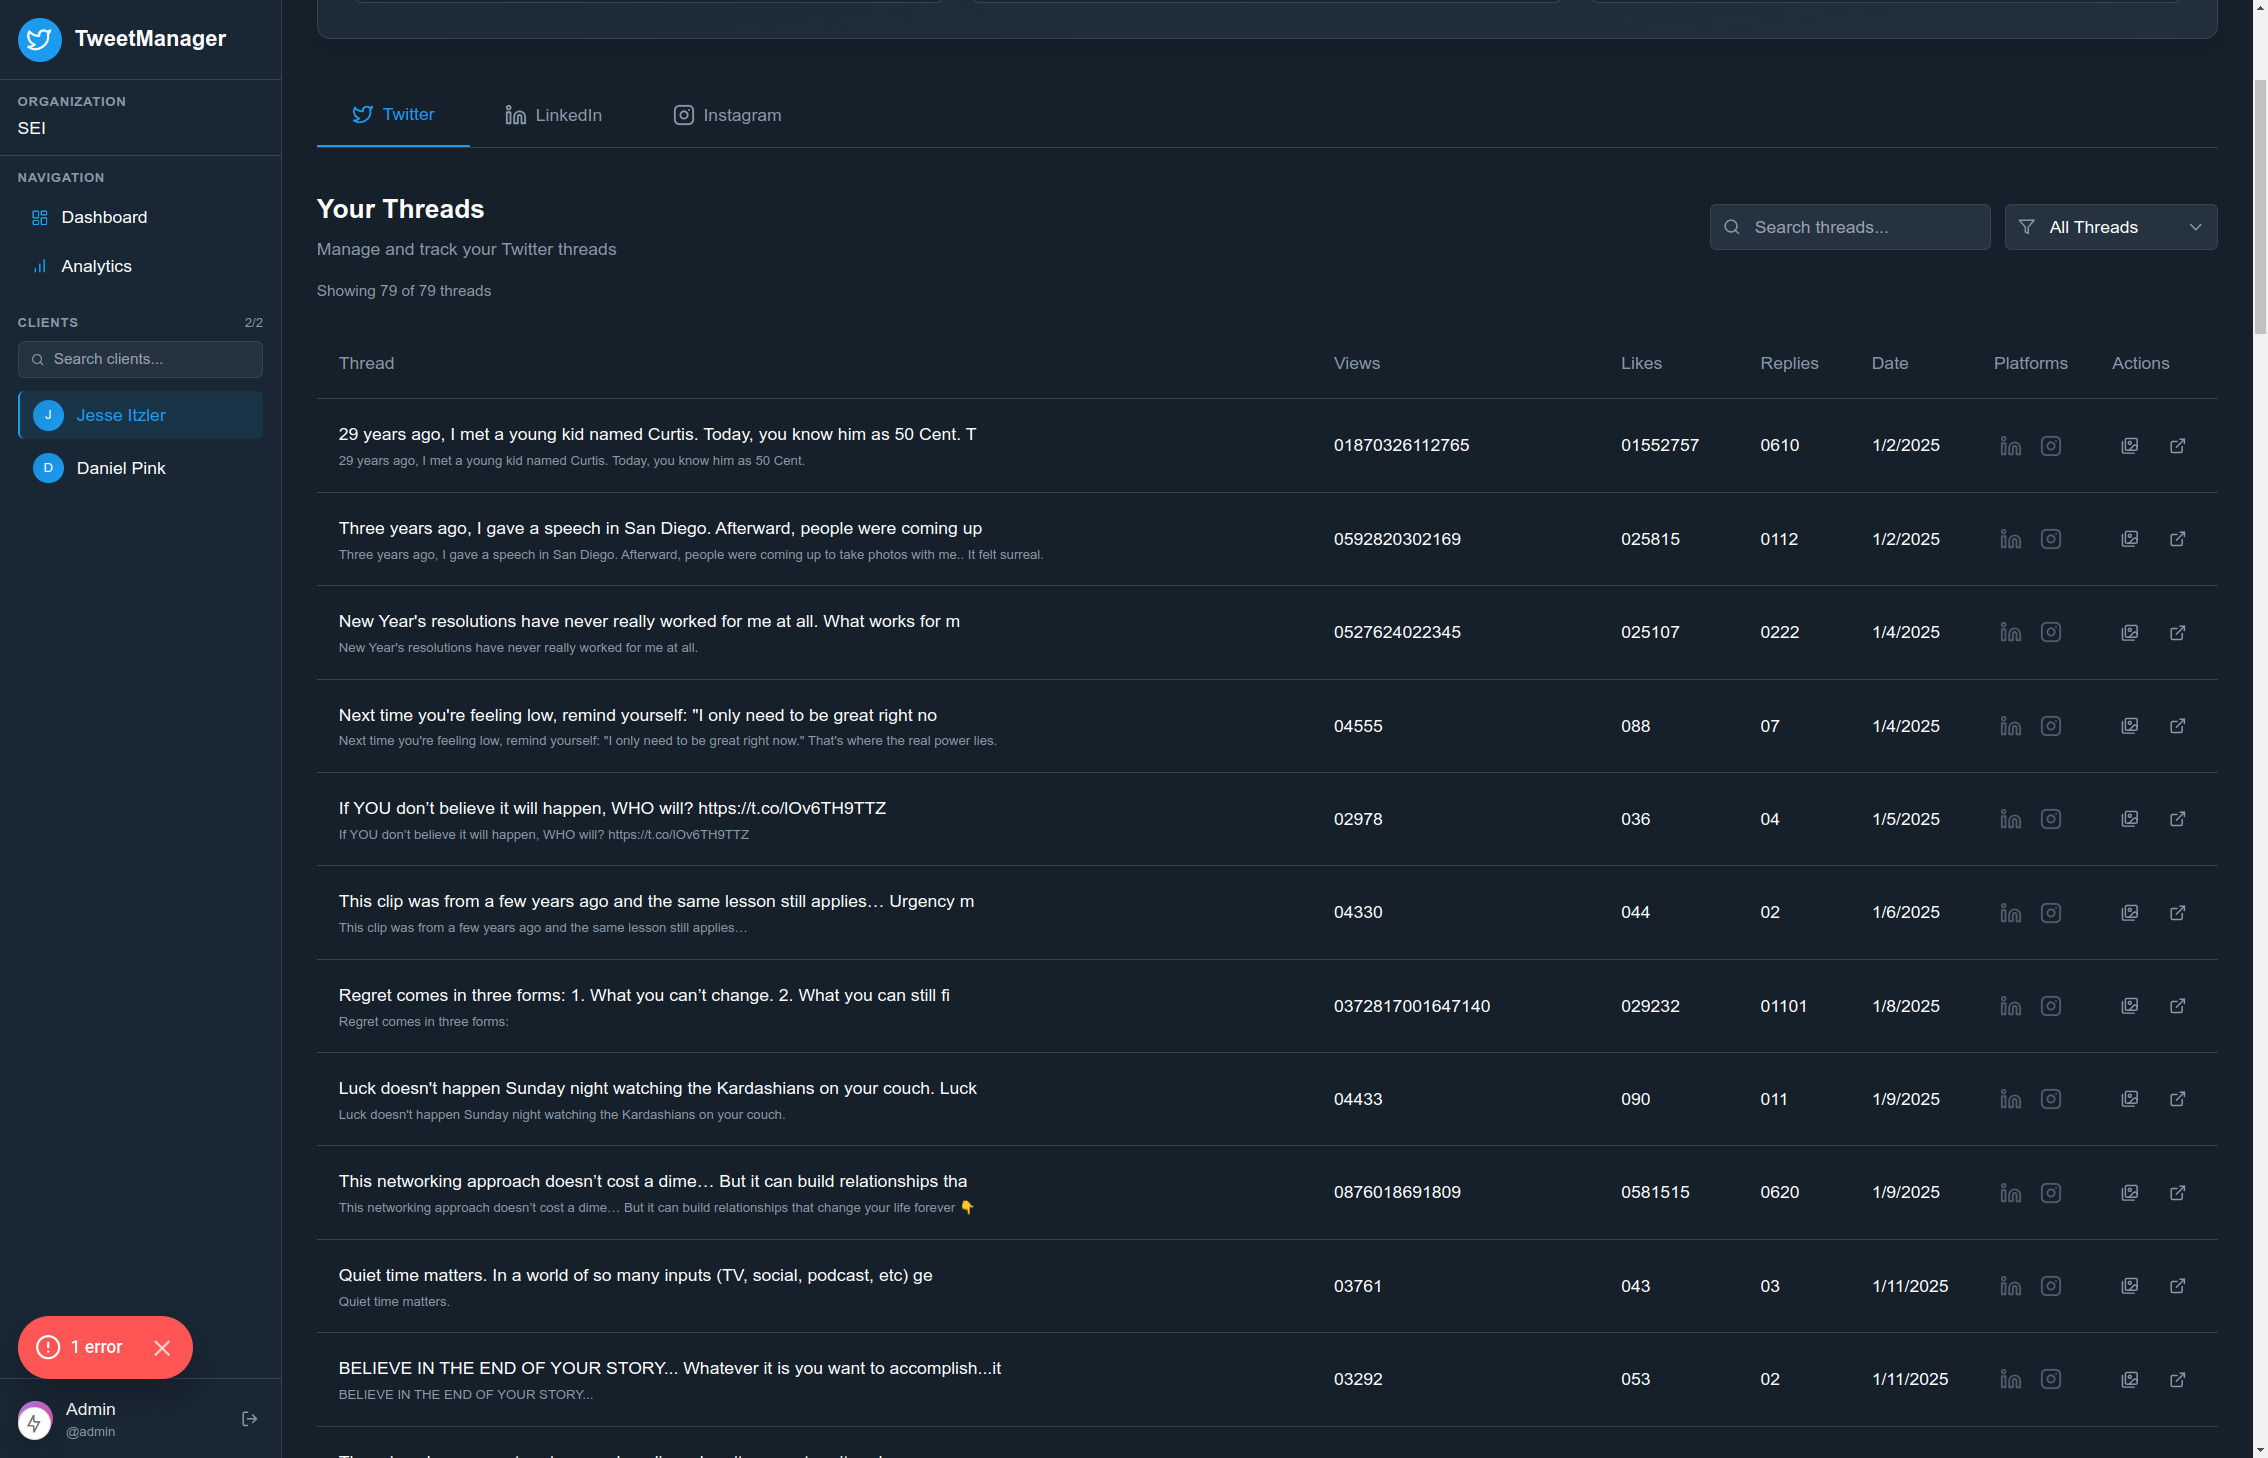 TweetManager
ORGANIZATION
SEI
NAVIGATION
Dashboard
Analytics
CLIENTS 2/2
Search clients...
J Jesse Itzler
D Daniel Pink
1 error
Admin
@admin
Twitter LinkedIn Instagram
Your Threads
Manage and track your Twitter threads
Showing 79 of 79 threads
Search threads... All Threads
Thread Views Likes Replies Date Platforms Actions
29 years ago, I met a young kid named Curtis. Today, you know him as 50 Cent. T
29 years ago, I met a young kid named Curtis. Today, you know him as 50 Cent.
01870326112765 01552757 0610 1/2/2025
Three years ago, I gave a speech in San Diego. Afterward, people were coming up
Three years ago, I gave a speech in San Diego. Afterward, people were coming up to take photos with me.. It felt surreal.
0592820302169 025815 0112 1/2/2025
New Year's resolutions have never really worked for me at all. What works for m
New Year's resolutions have never really worked for me at all.
0527624022345 025107 0222 1/4/2025
Next time you're feeling low, remind yourself: "I only need to be great right no
Next time you're feeling low, remind yourself: "I only need to be great right now." That's where the real power lies.
04555 088 07 1/4/2025
If YOU don’t believe it will happen, WHO will? https://t.co/lOv6TH9TTZ
If YOU don’t believe it will happen, WHO will? https://t.co/lOv6TH9TTZ
02978 036 04 1/5/2025
This clip was from a few years ago and the same lesson still applies… Urgency m
This clip was from a few years ago and the same lesson still applies…
04330 044 02 1/6/2025
Regret comes in three forms: 1. What you can’t change. 2. What you can still fi
Regret comes in three forms:
0372817001647140 029232 01101 1/8/2025
Luck doesn't happen Sunday night watching the Kardashians on your couch. Luck
Luck doesn't happen Sunday night watching the Kardashians on your couch.
04433 090 011 1/9/2025
This networking approach doesn’t cost a dime… But it can build relationships tha
This networking approach doesn’t cost a dime… But it can build relationships that change your life forever 👇
0876018691809 0581515 0620 1/9/2025
Quiet time matters. In a world of so many inputs (TV, social, podcast, etc) ge
Quiet time matters.
03761 043 03 1/11/2025
BELIEVE IN THE END OF YOUR STORY... Whatever it is you want to accomplish...it
BELIEVE IN THE END OF YOUR STORY...
03292 053 02 1/11/2025